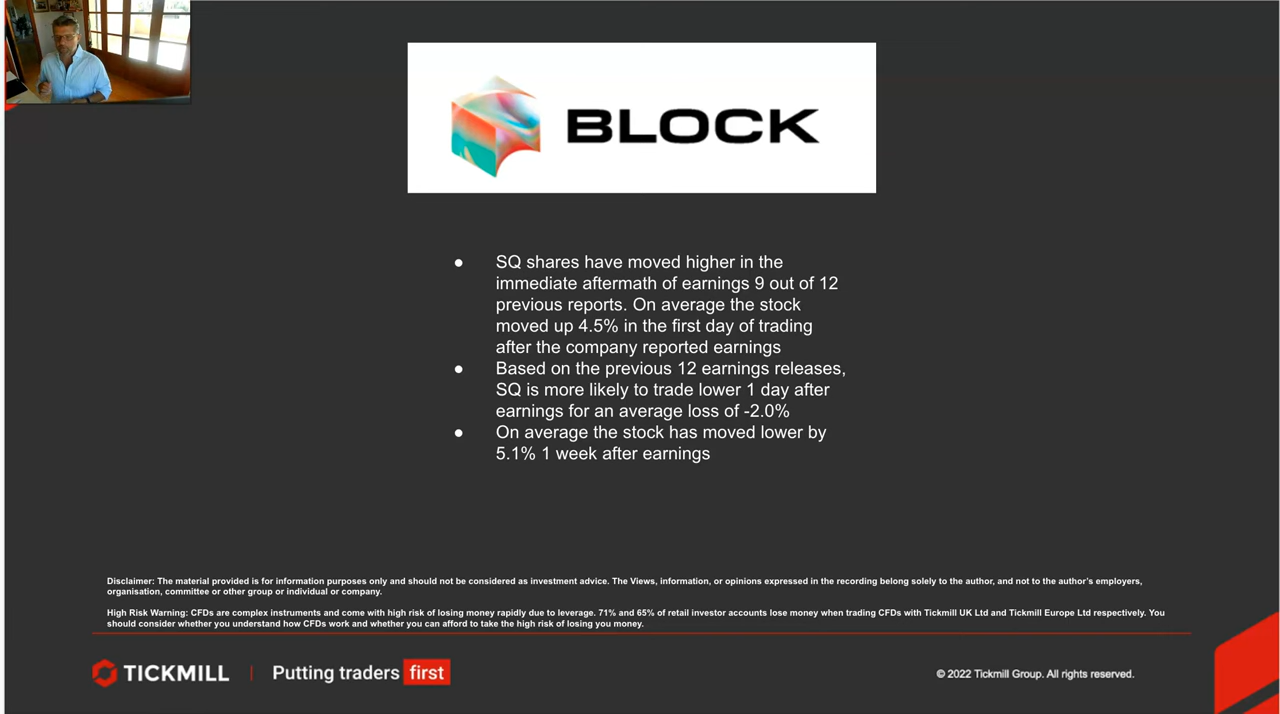 BLOCK
● SQ shares have moved higher in the
immediate aftermath of earnings 9 out of 12
previous reports. On average the stock
moved up 4.5% in the first day of trading
after the company reported earnings
● Based on the previous 12 earnings releases,
SQ is more likely to trade lower 1 day after
earnings for an average loss of -2.0%
● On average the stock has moved lower by
5.1% 1 week after earnings
Disclaimer: The material provided is for information purposes only and should not be considered as investment advice. The Views, information, or opinions expressed in the recording belong solely to the author, and not to the author's employers,
organisation, committee or other group or individual or company.
High Risk Warning: CFDs are complex instruments and come with high risk of losing money rapidly due to leverage. 71% and 65% of retail investor accounts lose money when trading CFDs with Tickmill UK Ltd and Tickmill Europe Ltd respectively. You
should consider whether you understand how CFDs work and whether you can afford to take the high risk of losing you money.
TICKMILL | Putting traders first
© 2022 Tickmill Group. All rights reserved.